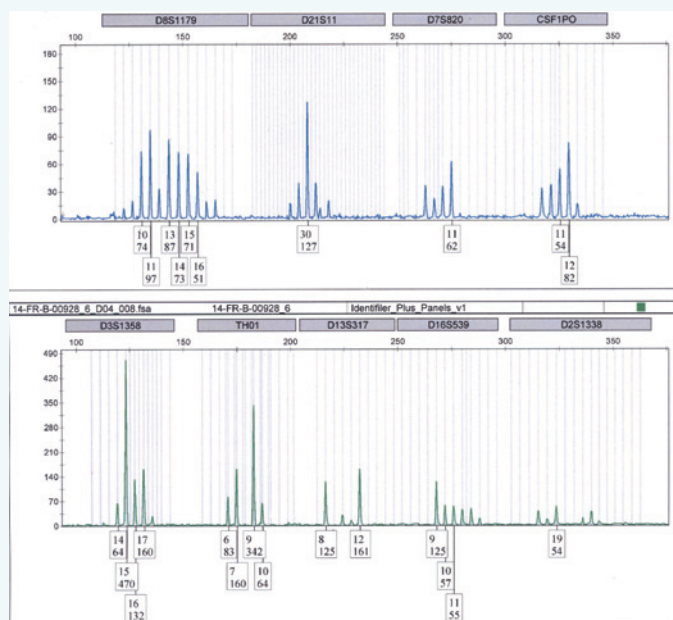 D8S1179 D21S11 D7S820 CSF1PO
100 150 200 250 300 350
180
150
120
90
60
30
0
10 13 15 30 11 11
74 87 71 127 62 54
11 14 16 12
97 73 51 82
14-FR-B-00928_6_D04_008.fsa 14-FR-B-00928_6 Identifiler_Plus_Panels_v1
D3S1358 TH01 D13S317 D16S539 D2S1338
100 150 200 250 300 350
490
420
350
280
210
140
70
0
14 17 6 9 8 12 9 19
64 160 83 342 125 161 125 54
15 7 10 10
470 160 64 57
16 11
132 55